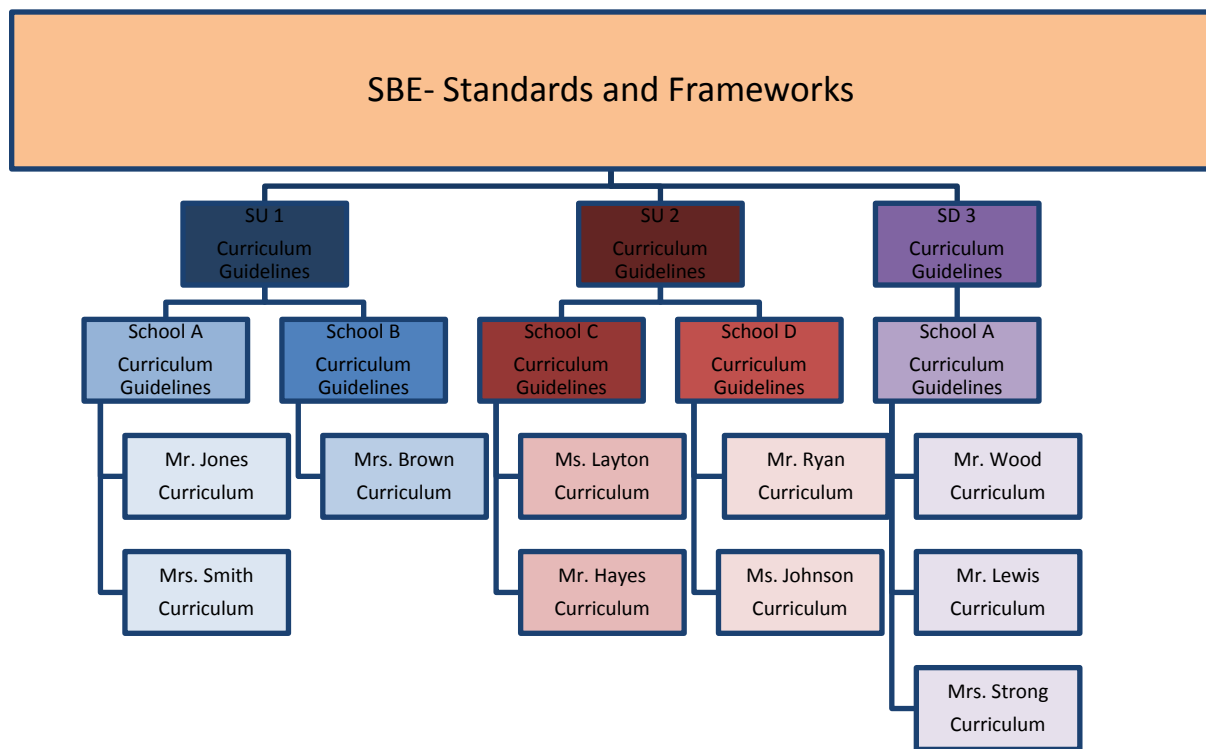 SBE- Standards and Frameworks
SU 1
Curriculum
Guidelines
SU 2
Curriculum
Guidelines
SD 3
Curriculum
Guidelines
School A
Curriculum
Guidelines
School B
Curriculum
Guidelines
School C
Curriculum
Guidelines
School D
Curriculum
Guidelines
School A
Curriculum
Guidelines
Mr. Jones
Curriculum
Mrs. Brown
Curriculum
Ms. Layton
Curriculum
Mr. Ryan
Curriculum
Mr. Wood
Curriculum
Mrs. Smith
Curriculum
Mr. Hayes
Curriculum
Ms. Johnson
Curriculum
Mr. Lewis
Curriculum
Mrs. Strong
Curriculum